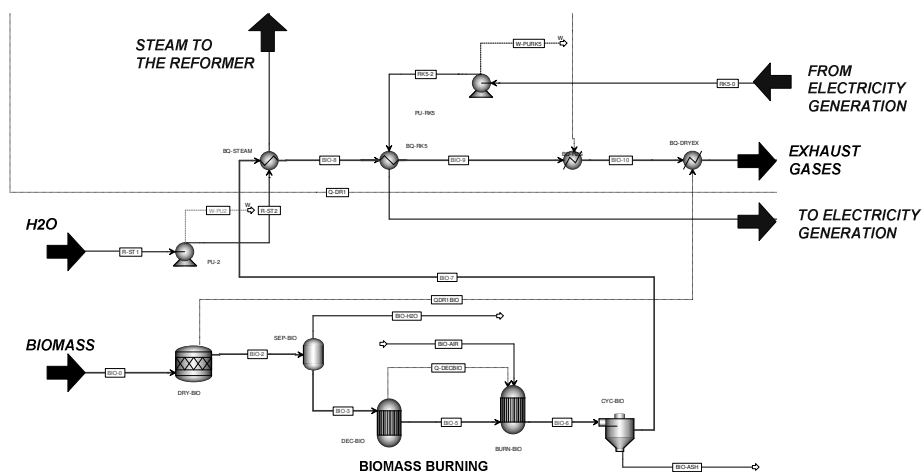 STEAM TO
THE REFORMER
W-PURK5
W
RK5-2
RK5-0
FROM
ELECTRICITY
GENERATION
PU-RK5
BQ-STEAM
BQ-RK5
BQ-DRYEX
BIO-8
BIO-9
BIO-10
EXHAUST
GASES
Q-DR1
W-PU2
W
R-ST2
H2O
TO ELECTRICITY
GENERATION
R-ST1
PU-2
BIO-7
QDR1BIO
BIO-H2O
SEP-BIO
BIOMASS
BIO-AIR
BIO-2
BIO-0
Q-DECBIO
DRY-BIO
CYC-BIO
BIO-3
BIO-5
BIO-6
DEC-BIO
BURN-BIO
BIOMASS BURNING
BIO-ASH